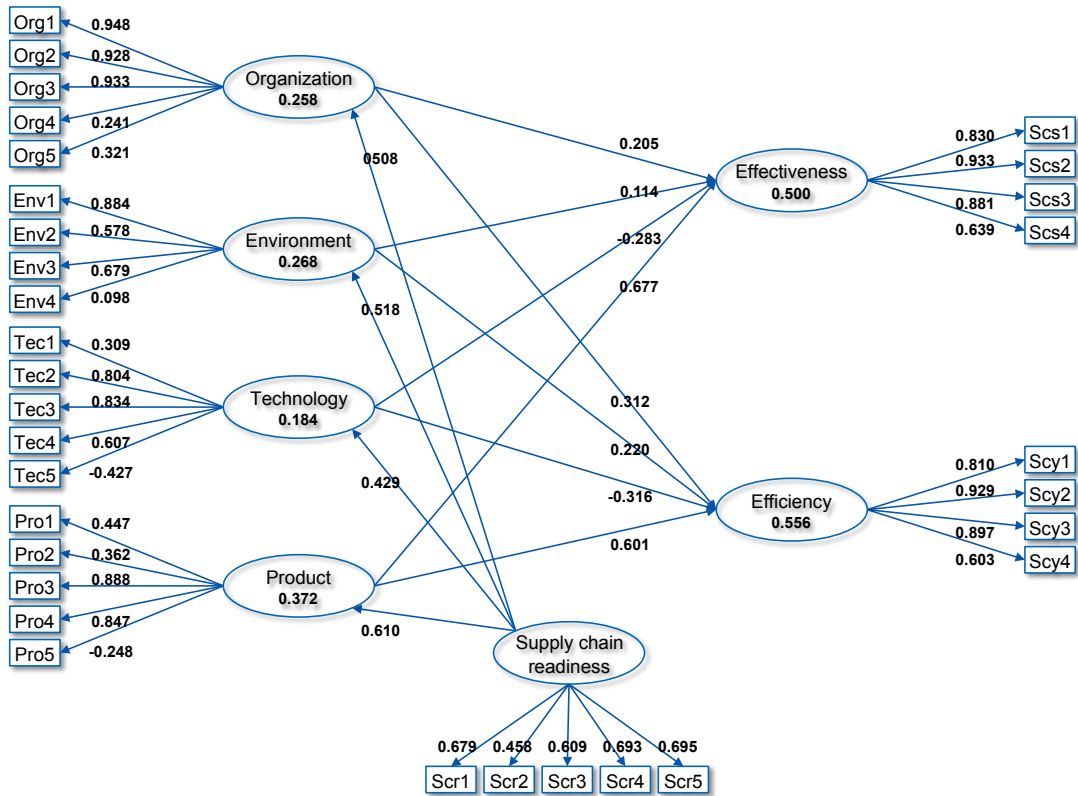 Org1
0.948
Org2
0.928
Org3
0.933
Org4
0.241
Org5
0.321
Organization
0.258
Env1
0.884
Env2
0.578
Env3
0.679
Env4
0.098
Environment
0.268
Tec1
0.309
Tec2
0.804
Tec3
0.834
Tec4
0.607
Tec5
-0.427
Technology
0.184
Pro1
0.447
Pro2
0.362
Pro3
0.888
Pro4
0.847
Pro5
-0.248
Product
0.372
0508
0.518
0.429
0.610
0.205
0.114
-0.283
0.677
0.312
0.220
-0.316
0.601
Effectiveness
0.500
0.830
Scs1
0.933
Scs2
Scs3
0.881
Scs4
0.639
Efficiency
0.556
0.810
Scy1
0.929
Scy2
Scy3
0.897
Scy4
0.603
Supply chain
readiness
0.679
0.458
0.609
0.693
0.695
Scr1
Scr2
Scr3
Scr4
Scr5